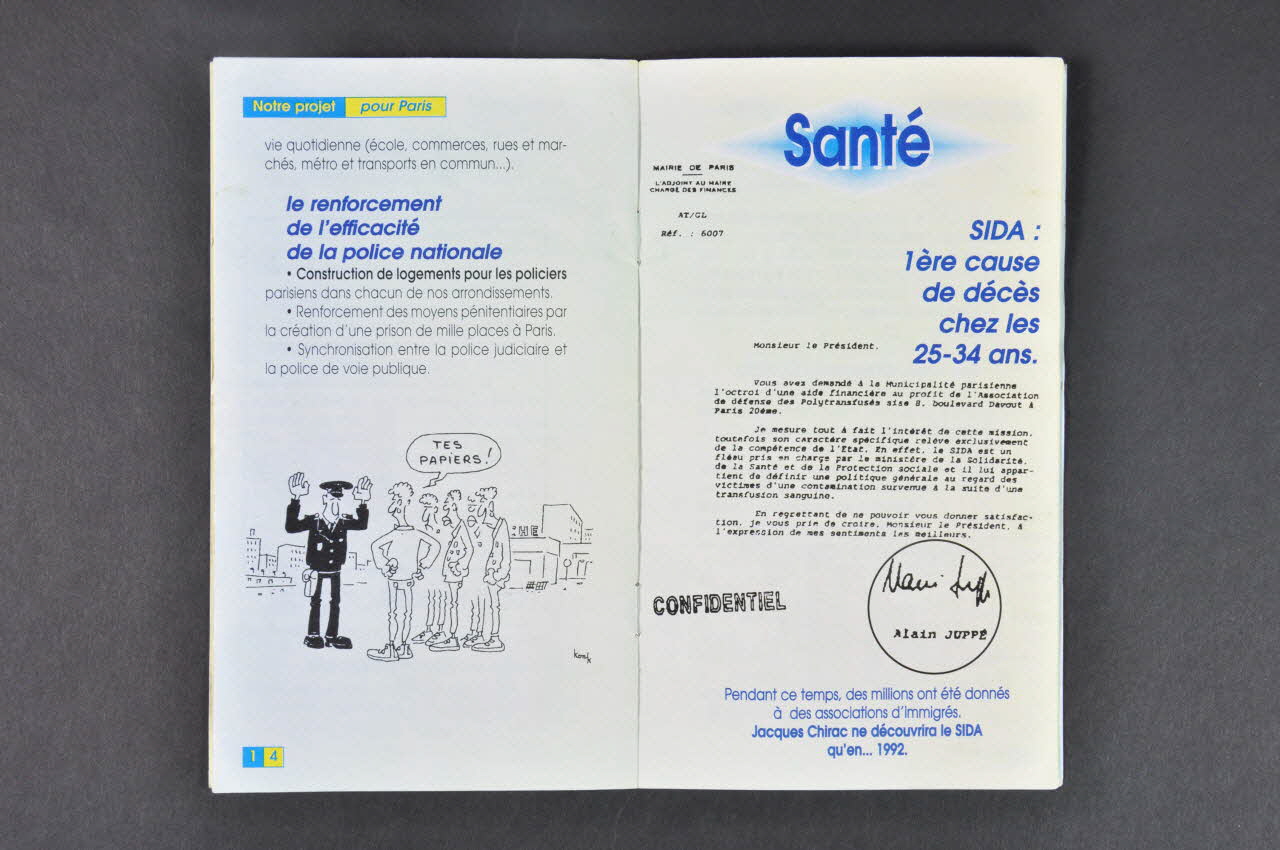 Notre projet pour Paris
vie quotidienne (école, commerces, rues et mar-
chés, métro et transports en commun...).
le renforcement
de l'efficacité
de la police nationale
• Construction de logements pour les policiers
parisiens dans chacun de nos arrondissements.
• Renforcement des moyens pénitentiaires par
la création d'une prison de mille places à Paris.
• Synchronisation entre la police judiciaire et
la police de voie publique.
TES
PAPIERS!
CHE
Konk
1 4
Santé
MAIRIE DE PARIS
L'ADJOINT AU MAIRE
CHARGÉ DES FINANCES
AT/GL
Réf. : 6007
SIDA :
1ère cause
de décès
chez les
25-34 ans.
Monsieur le Président,
Vous avez demandé à la Municipalité parisienne
l'octroi d'une aide financière au profit de l'Association
de défense des Polytransfusés sise 8, boulevard Davout à
Paris 20ème.
Je mesure tout à fait l'intérêt de cette mission,
toutefois son caractère spécifique relève exclusivement
de la compétence de l'Etat. En effet, le SIDA est un
fléau pris en charge par le ministère de la Solidarité,
de la Santé et de la Protection sociale et il lui appar-
tient de définir une politique générale au regard des
victimes d'une contamination survenue à la suite d'une
transfusion sanguine.
En regrettant de ne pouvoir vous donner satisfac-
tion, je vous prie de croire, Monsieur le Président, à
l'expression de mes sentiments les meilleurs.
CONFIDENTIEL
Alain JUPPÉ
Pendant ce temps, des millions ont été donnés
à des associations d'immigrés.
Jacques Chirac ne découvrira le SIDA
qu'en... 1992.